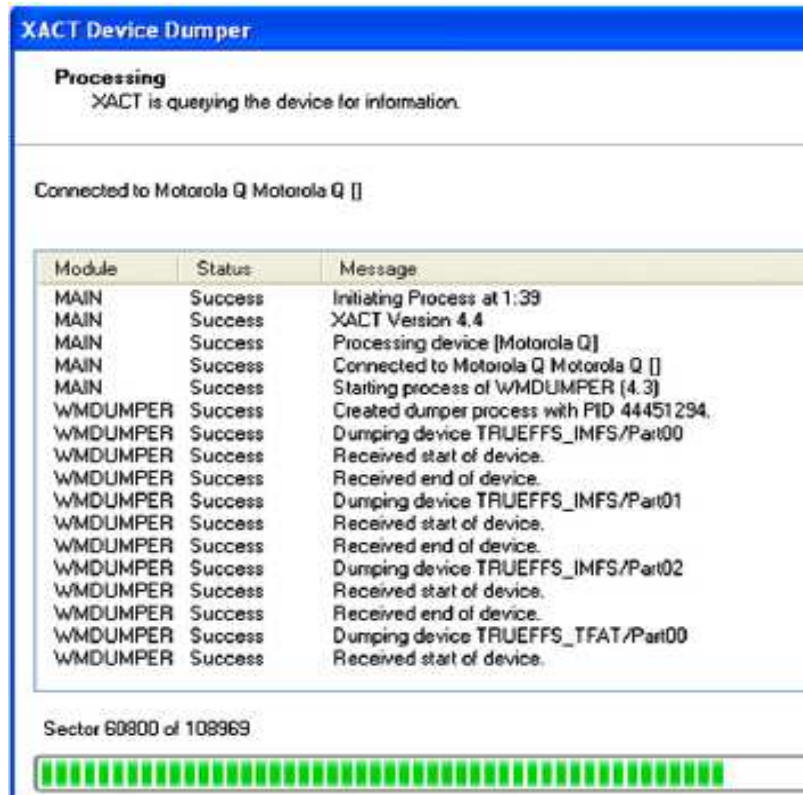 XACT Device Dumper
Processing
XACT is querying the device for information.
Connected to Motorola Q Motorola Q []
Module Status Message
MAIN Success Initiating Process at 1:39
MAIN Success XACT Version 4.4
MAIN Success Processing device [Motorola Q]
MAIN Success Connected to Motorola Q Motorola Q []
MAIN Success Starting process of WMDUMPER (4.3)
WMDUMPER Success Created dumper process with PID 44451294.
WMDUMPER Success Dumping device TRUEFFS_IMFS/Part00
WMDUMPER Success Received start of device.
WMDUMPER Success Received end of device.
WMDUMPER Success Dumping device TRUEFFS_IMFS/Part01
WMDUMPER Success Received start of device.
WMDUMPER Success Received end of device.
WMDUMPER Success Dumping device TRUEFFS_IMFS/Part02
WMDUMPER Success Received start of device.
WMDUMPER Success Received end of device.
WMDUMPER Success Dumping device TRUEFFS_TFAT/Part00
WMDUMPER Success Received start of device.
Sector 60800 of 108969